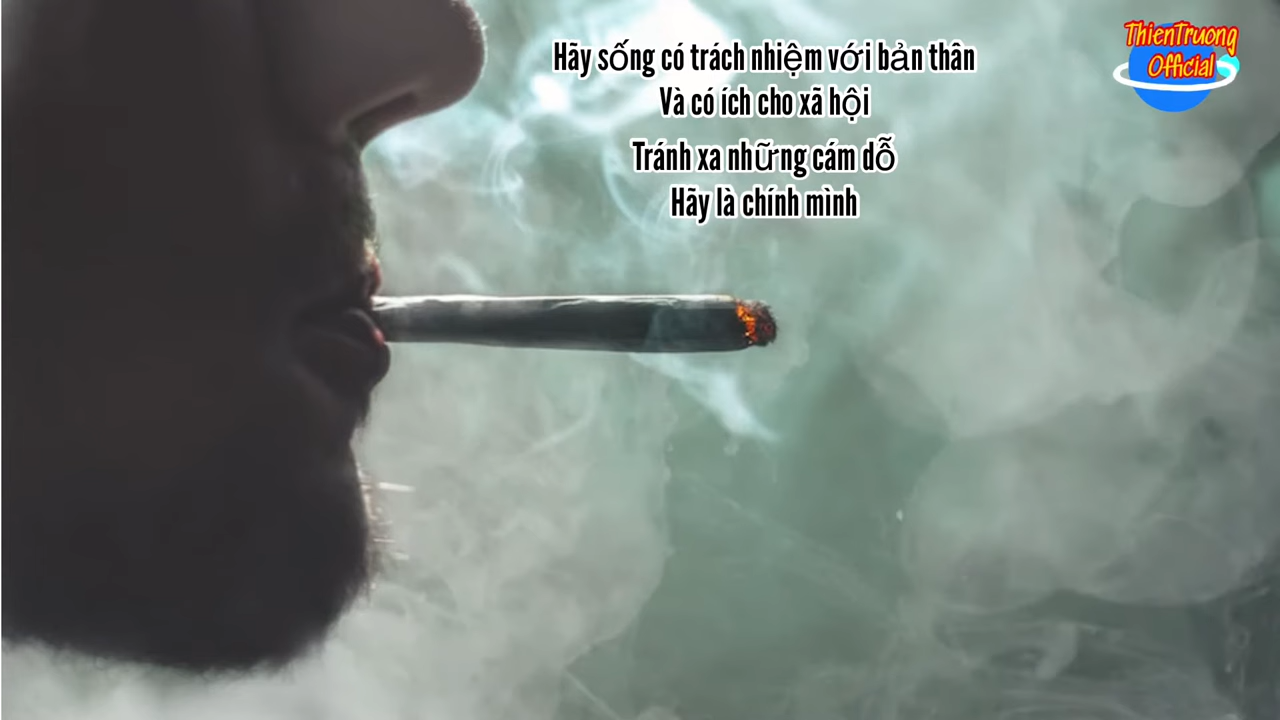 Hãy sống có trách nhiệm với bản thân
Và có ích cho xã hội
Tránh xa những cám dỗ
Hãy là chính mình
ThienTruong
Official